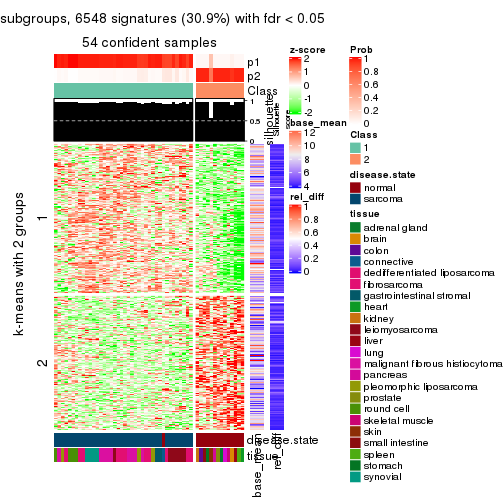 subgroups, 6548 signatures (30.9%) with fdr < 0.05
54 confident samples
p1
p2
Class
1
0.5
0
silhouette
score
k-means with 2 groups
1
2
disease.state
tissue
base_mean
rel_diff
z-score
2
1
0
-1
-2
base_mean
12
10
8
6
4
rel_diff
1
0.8
0.6
0.4
0.2
0
Prob
1
0.8
0.6
0.4
0.2
0
Class
1
2
disease.state
normal
sarcoma
tissue
adrenal gland
brain
colon
connective
dedifferentiated liposarcoma
fibrosarcoma
gastrointestinal stromal
heart
kidney
leiomyosarcoma
liver
lung
malignant fibrous histiocytoma
pancreas
pleomorphic liposarcoma
prostate
round cell
skeletal muscle
skin
small intestine
spleen
stomach
synovial